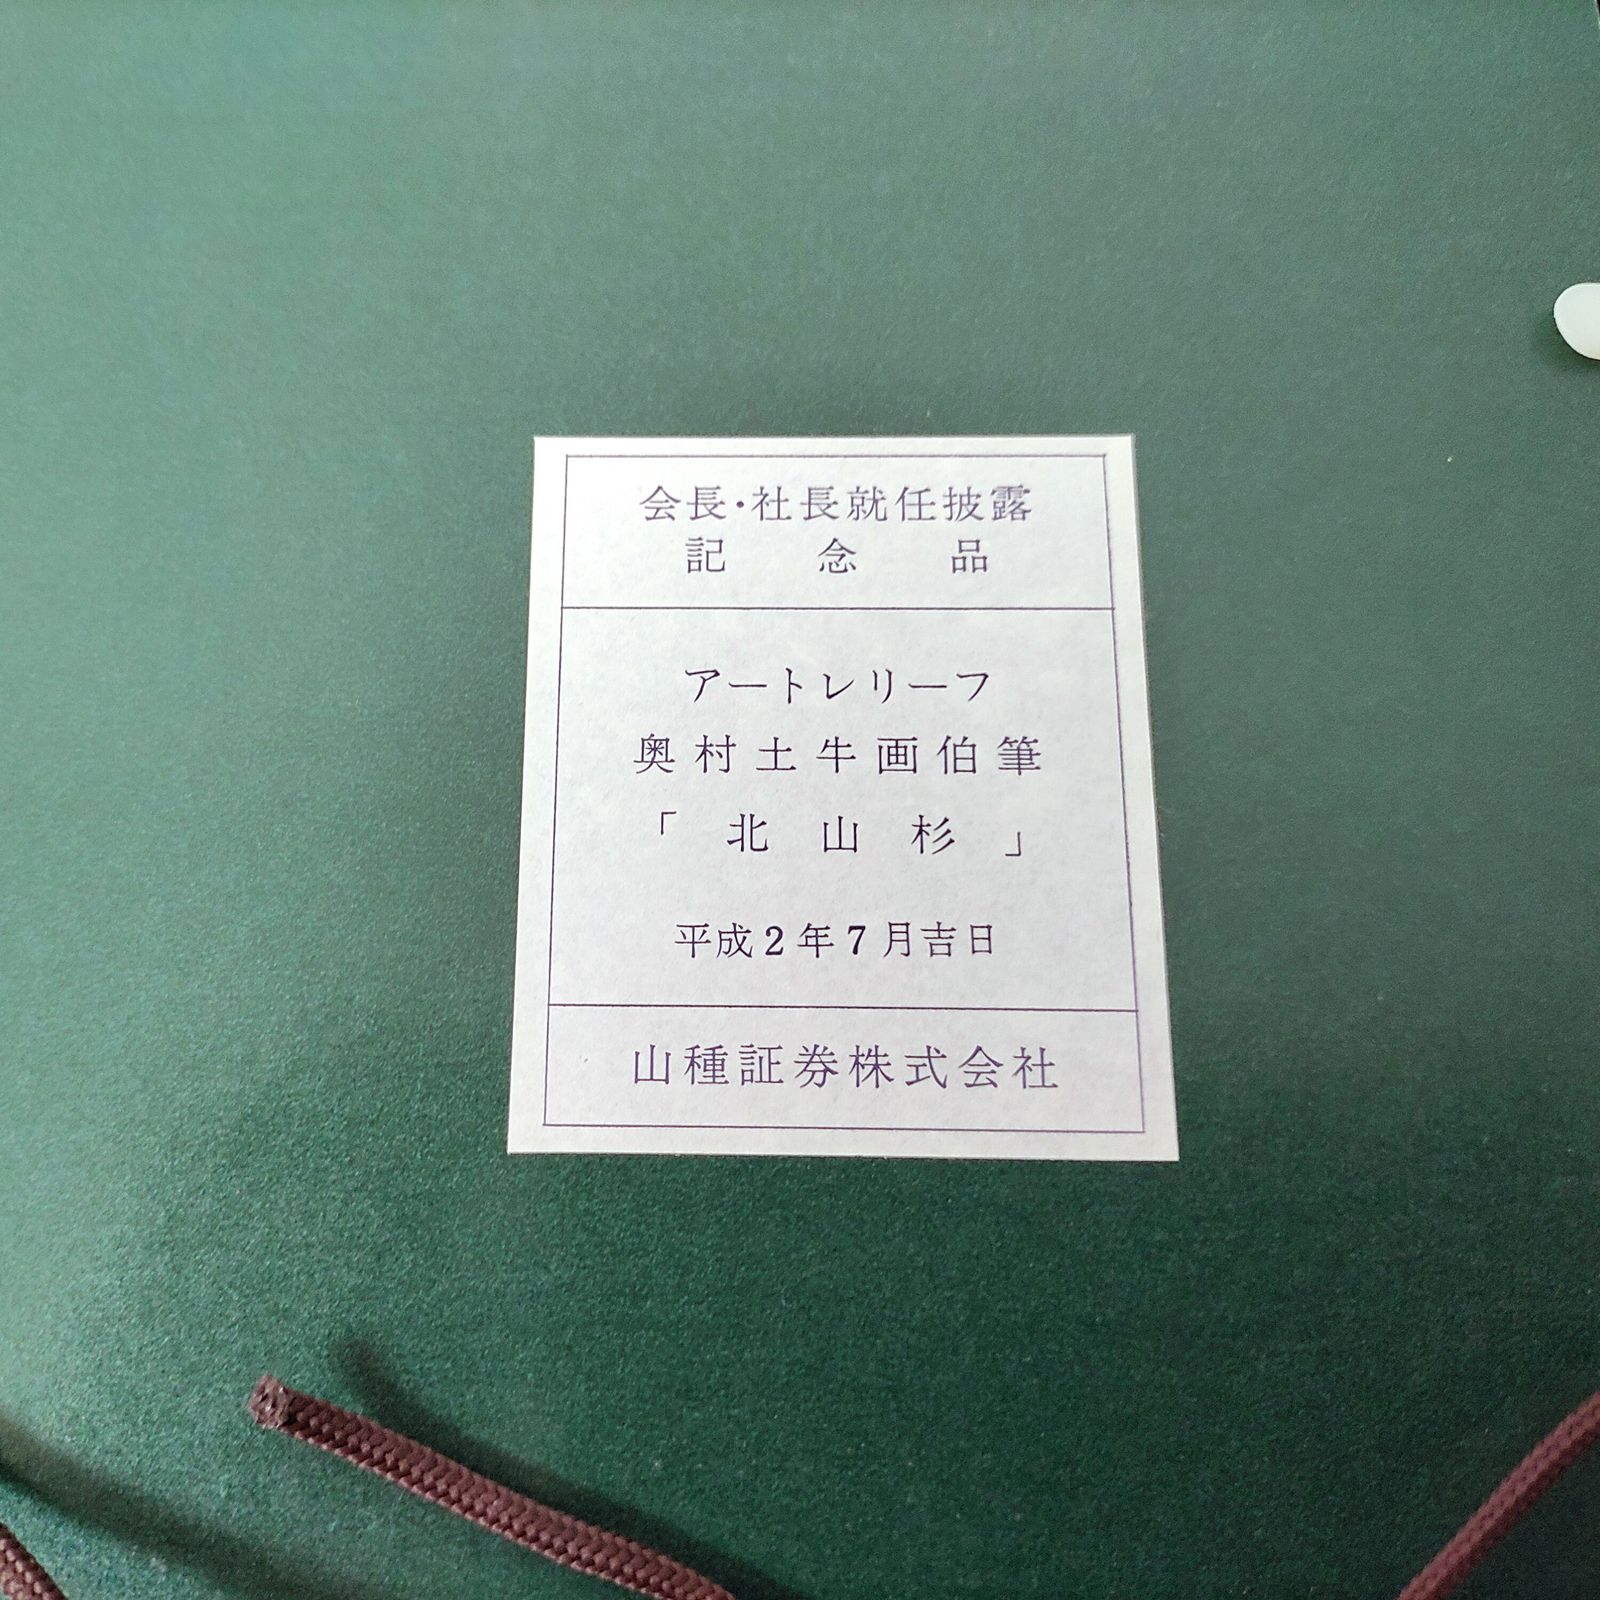 会長・社長就任披露
記念品
アートレリーフ
奥村土牛画伯筆
「北山杉」
平成2年7月吉日
山種証券株式会社